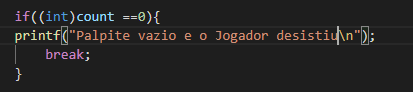 if((int)count ==0){
printf("Palpite vazio e o Jogador desistiu\n");
break;
}